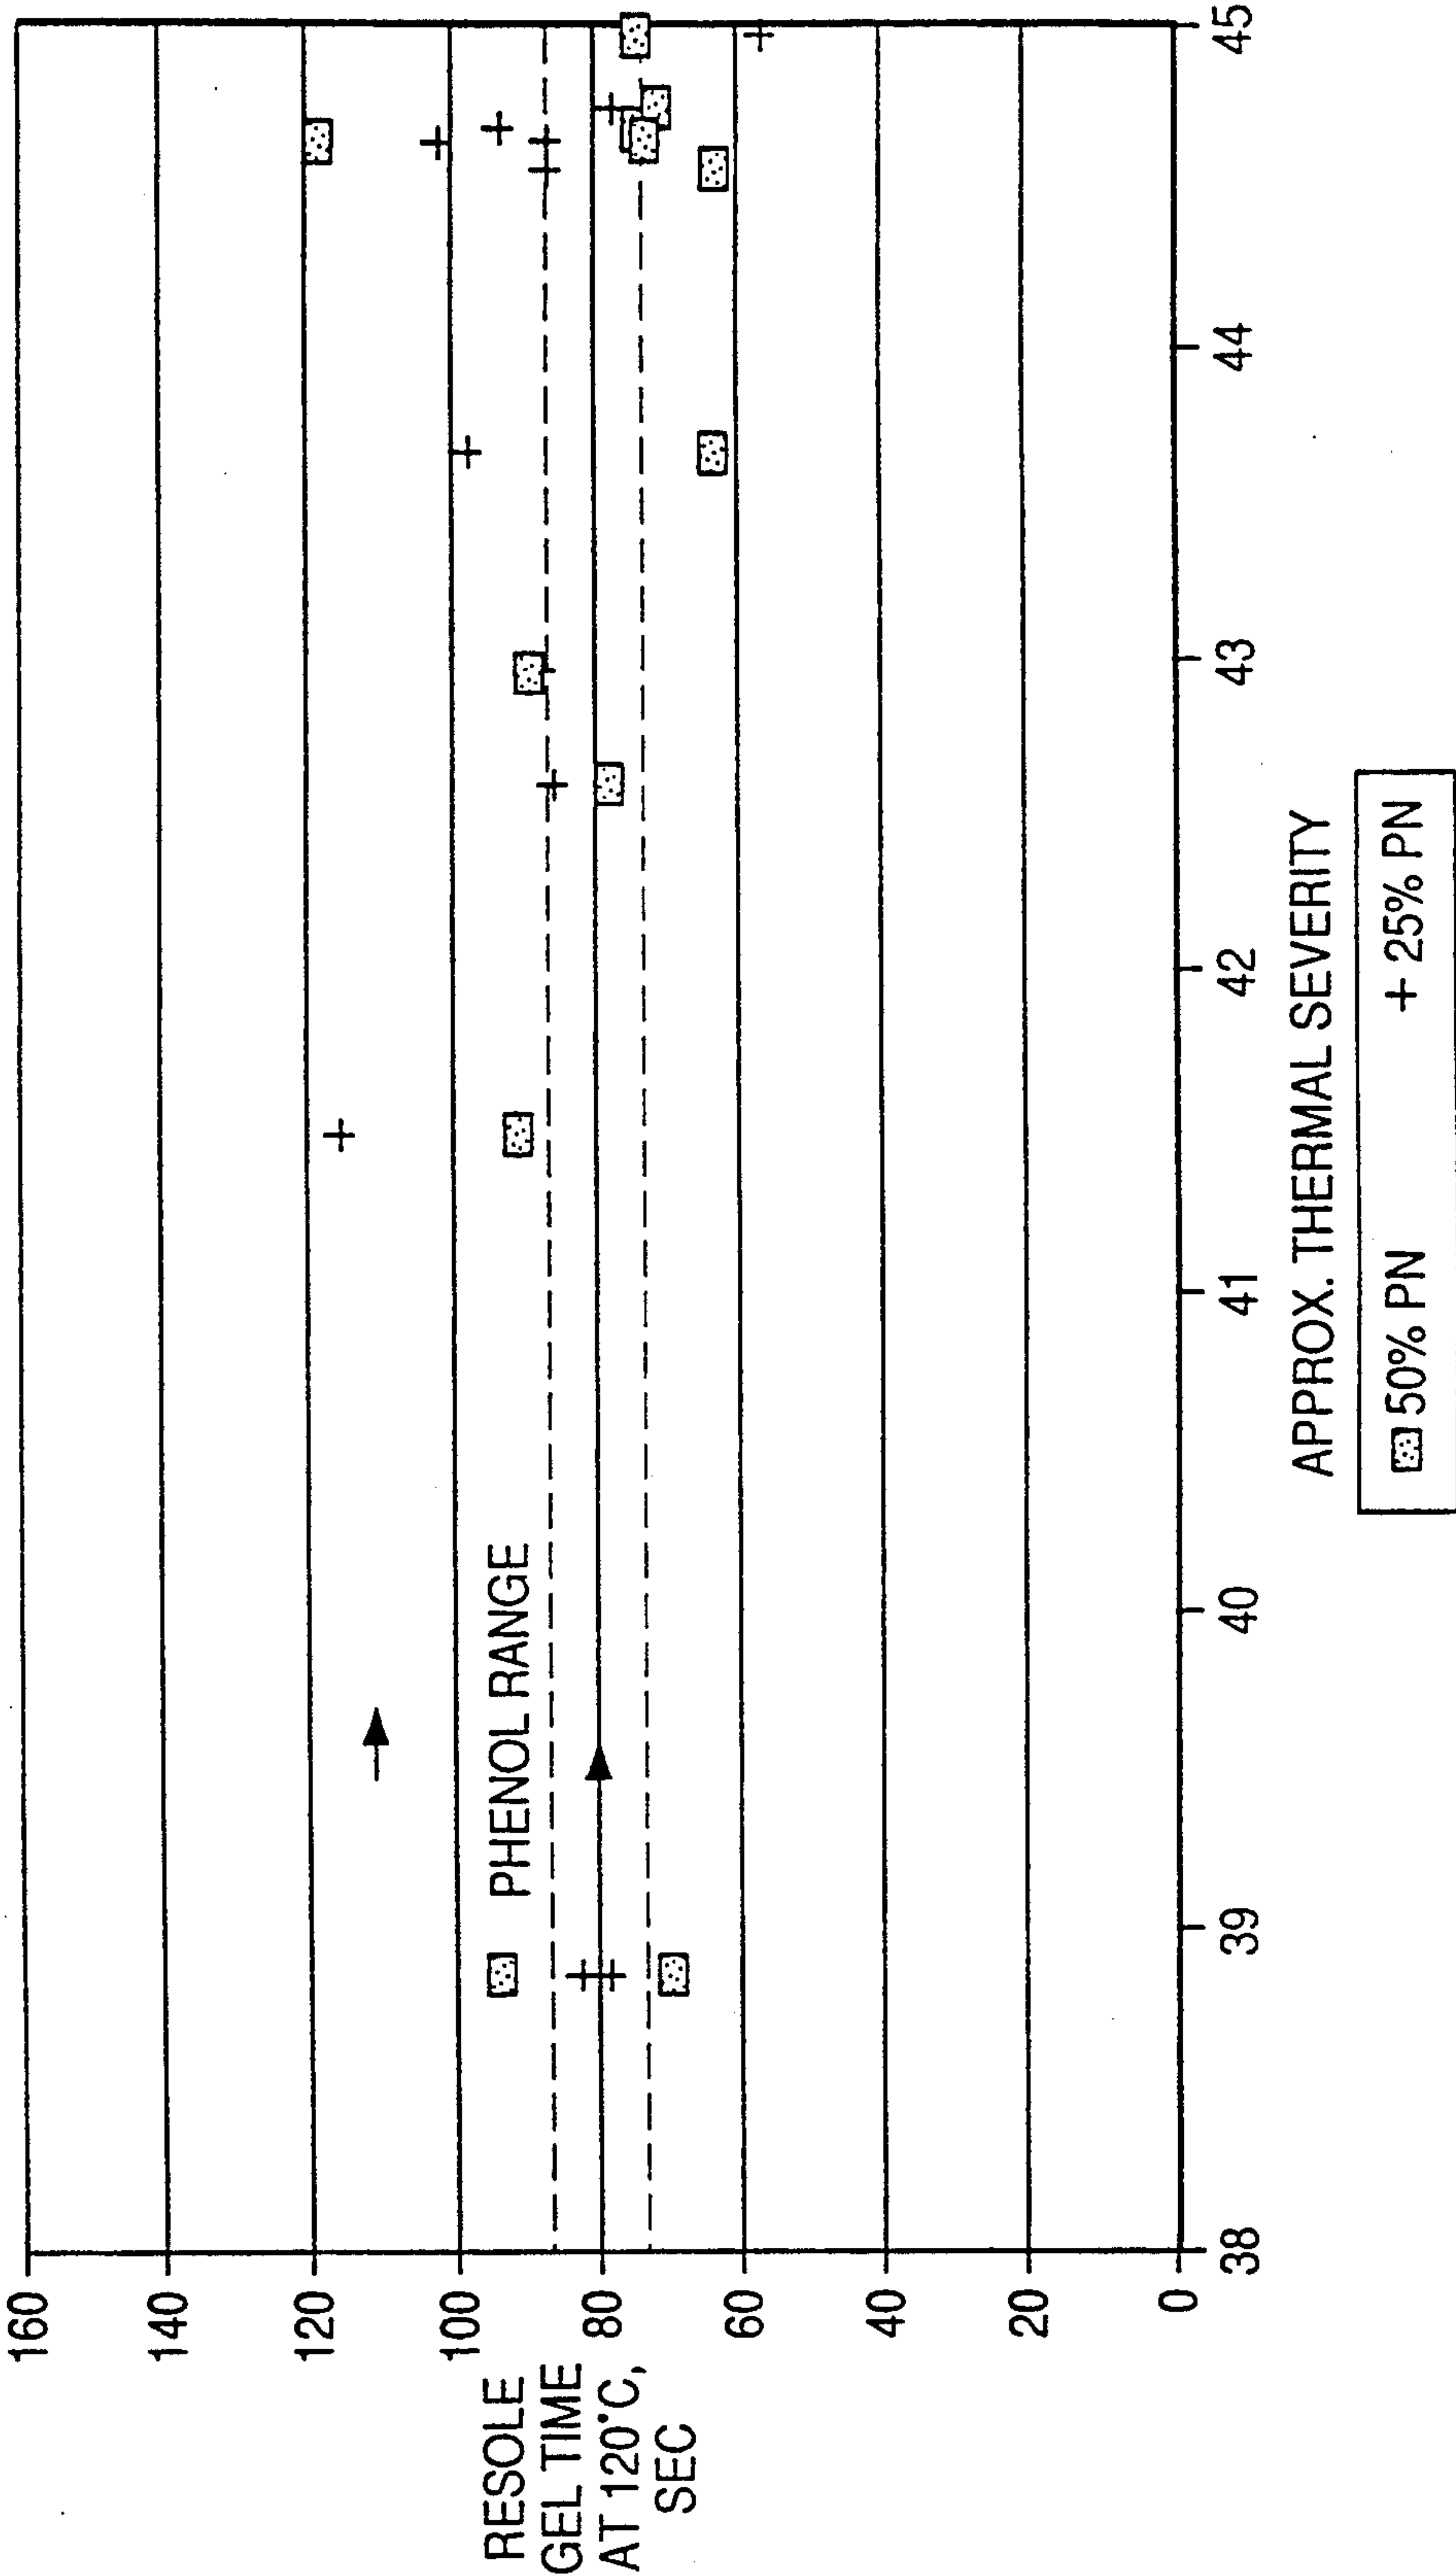 160
140
120
100
80
60
40
20
0
RESOLE
GEL TIME
AT 120°C,
SEC
PHENOL RANGE
38
39
40
41
42
43
44
45
APPROX. THERMAL SEVERITY
50% PN
+ 25% PN